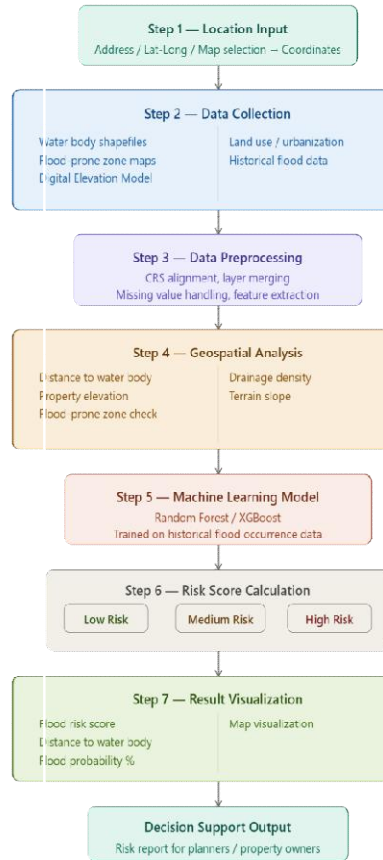 Step 1 — Location Input
Address / Lat-Long / Map selection → Coordinates
Step 2 — Data Collection
Water body shapefiles
Flood-prone zone maps
Digital Elevation Model
Land use / urbanization
Historical flood data
Step 3 — Data Preprocessing
CRS alignment, layer merging
Missing value handling, feature extraction
Step 4 — Geospatial Analysis
Distance to water body
Property elevation
Flood-prone zone check
Drainage density
Terrain slope
Step 5 — Machine Learning Model
Random Forest / XGBoost
Trained on historical flood occurrence data
Step 6 — Risk Score Calculation
Low Risk
Medium Risk
High Risk
Step 7 — Result Visualization
Flood risk score
Distance to water body
Flood probability %
Map visualization
Decision Support Output
Risk report for planners / property owners